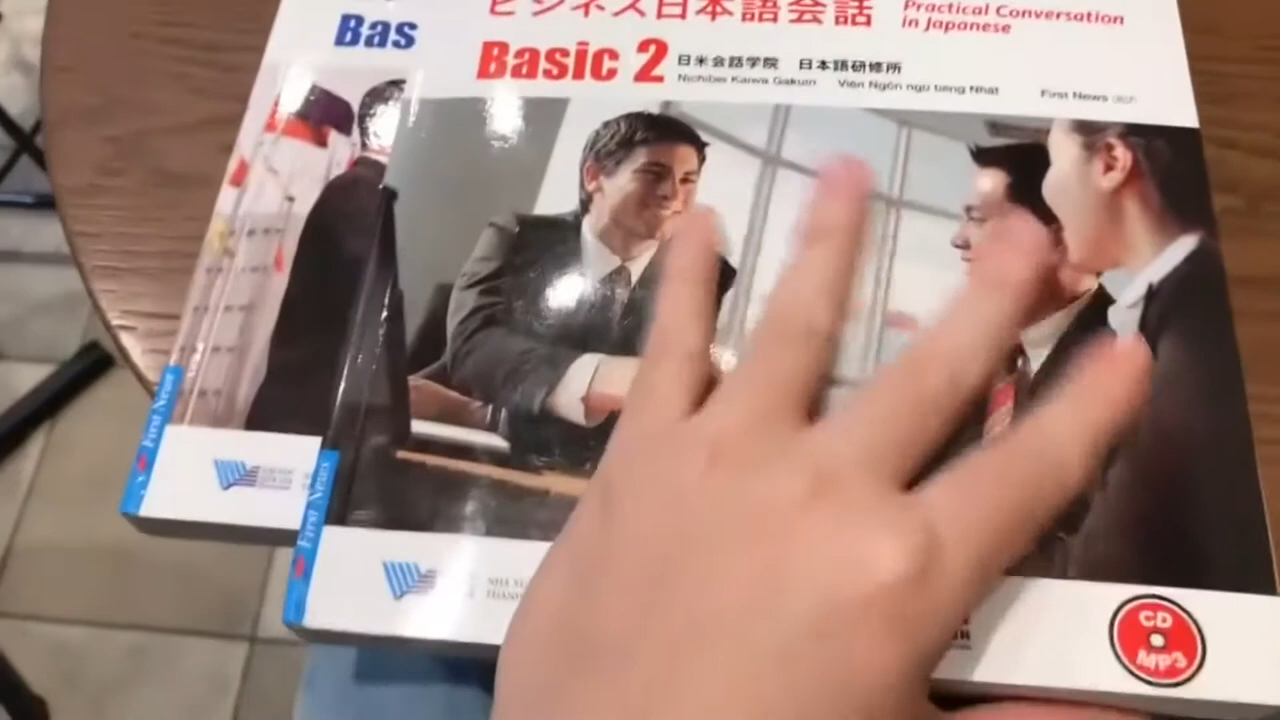 Bas
ビジネス日本語会話
Practical Conversation
in Japanese
Basic 2
日米会話学院 日本語研修所
Nichibei Kaiwa Gakuin Viện Ngôn ngữ tiếng Nhật
First News
First News
First News
CD
MP3